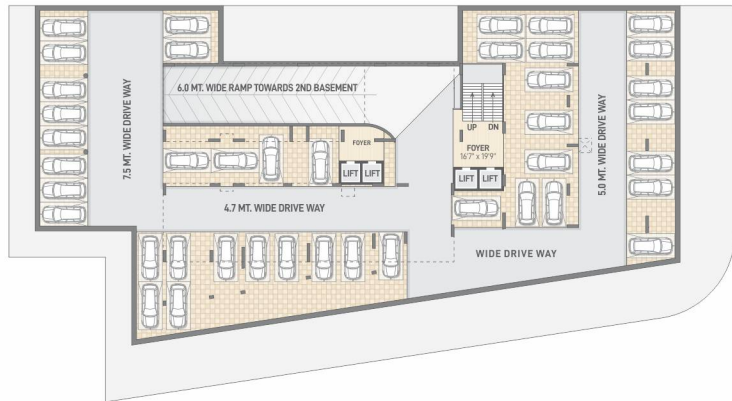 6.0 MT. WIDE RAMP TOWARDS 2ND BASEMENT
7.5 MT. WIDE DRIVE WAY
5.0 MT. WIDE DRIVE WAY
UP DN
FOYER
FOYER
16'7" x 19'9"
LIFT LIFT
LIFT LIFT
4.7 MT. WIDE DRIVE WAY
WIDE DRIVE WAY